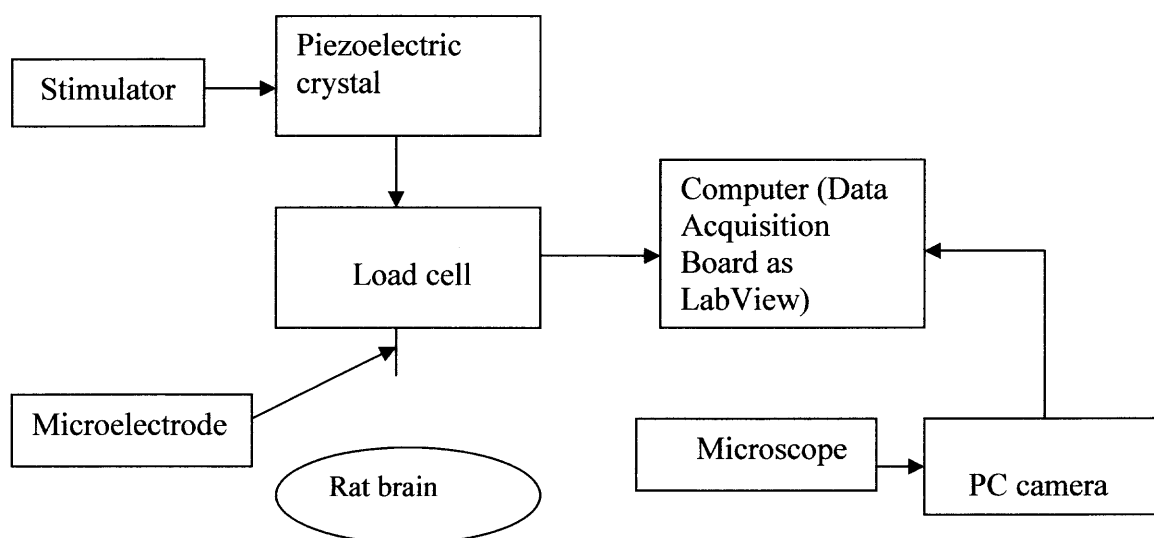 Piezoelectric
crystal
Stimulator
Computer (Data
Acquisition
Board as
LabView)
Load cell
Microelectrode
Microscope
Rat brain
PC camera